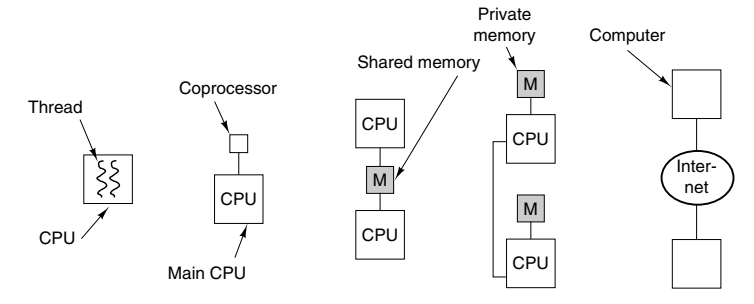 Thread
CPU
Coprocessor
CPU
Main CPU
Shared memory
CPU
M
CPU
Private
memory
M
CPU
M
CPU
Computer
Inter-
net